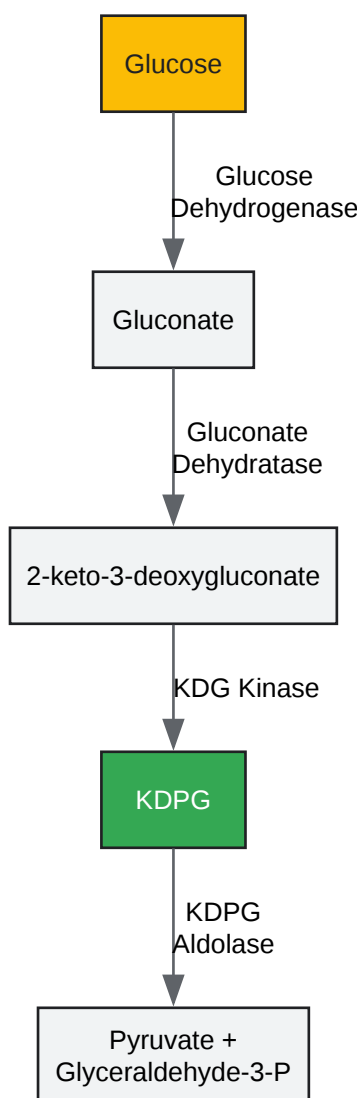 Glucose
Glucose
Dehydrogenase
Gluconate
Gluconate
Dehydratase
2-keto-3-deoxygluconate
KDG Kinase
KDPG
KDPG
Aldolase
Pyruvate +
Glyceraldehyde-3-P